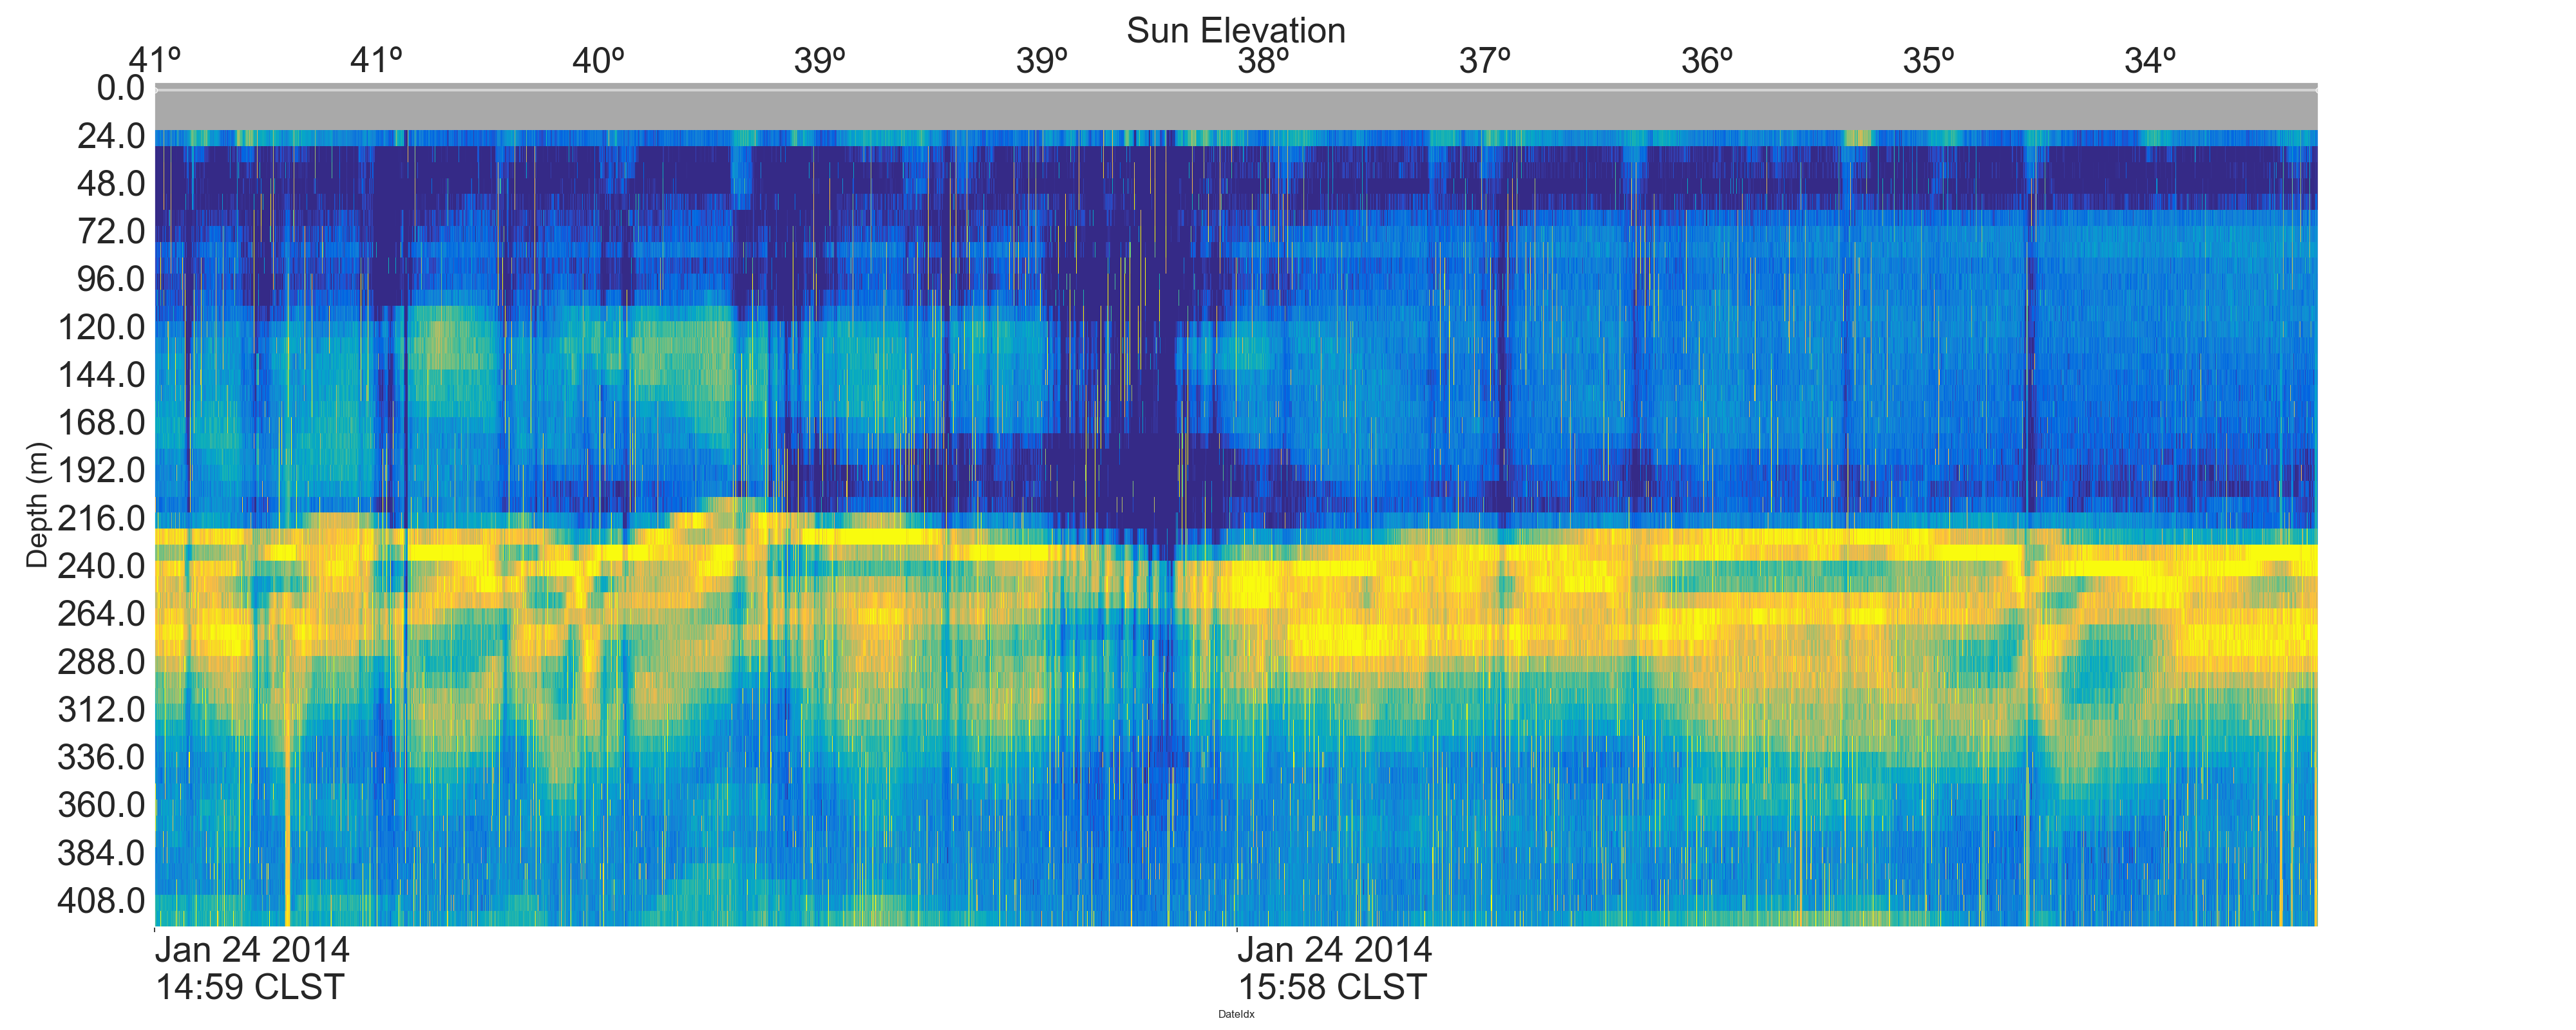 Sun Elevation
41º 41º 40º 39º 39º 38º 37º 36º 35º 34º
0.0
24.0
48.0
72.0
96.0
120.0
144.0
168.0
192.0
216.0
240.0
264.0
288.0
312.0
336.0
360.0
384.0
408.0
Depth (m)
Jan 24 2014
14:59 CLST
Jan 24 2014
15:58 CLST
DateIdx